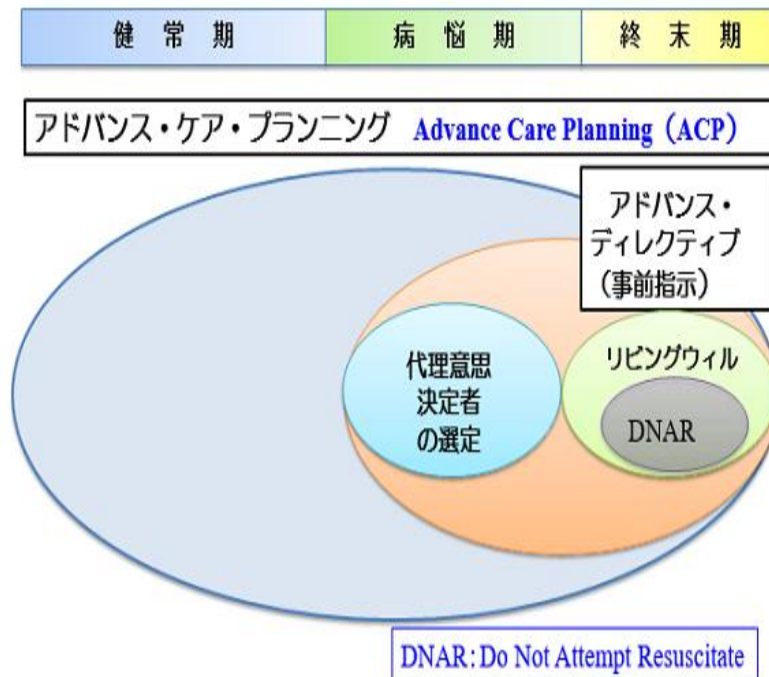 健 常 期 病 悩 期 終 末 期
アドバンス・ケア・プランニング Advance Care Planning（ACP）
アドバンス・
ディレクティブ
（事前指示）
代理意思
決定者
の選定
リビングウィル
DNAR
DNAR:Do Not Attempt Resuscitate